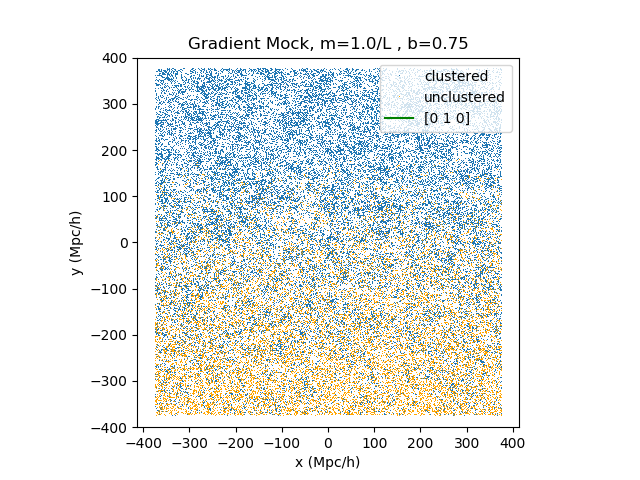 Gradient Mock, m=1.0/L , b=0.75
clustered
unclustered
[0 1 0]
400
300
200
100
0
−100
−200
−300
−400
y (Mpc/h)
−400 −300 −200 −100 0 100 200 300 400
x (Mpc/h)